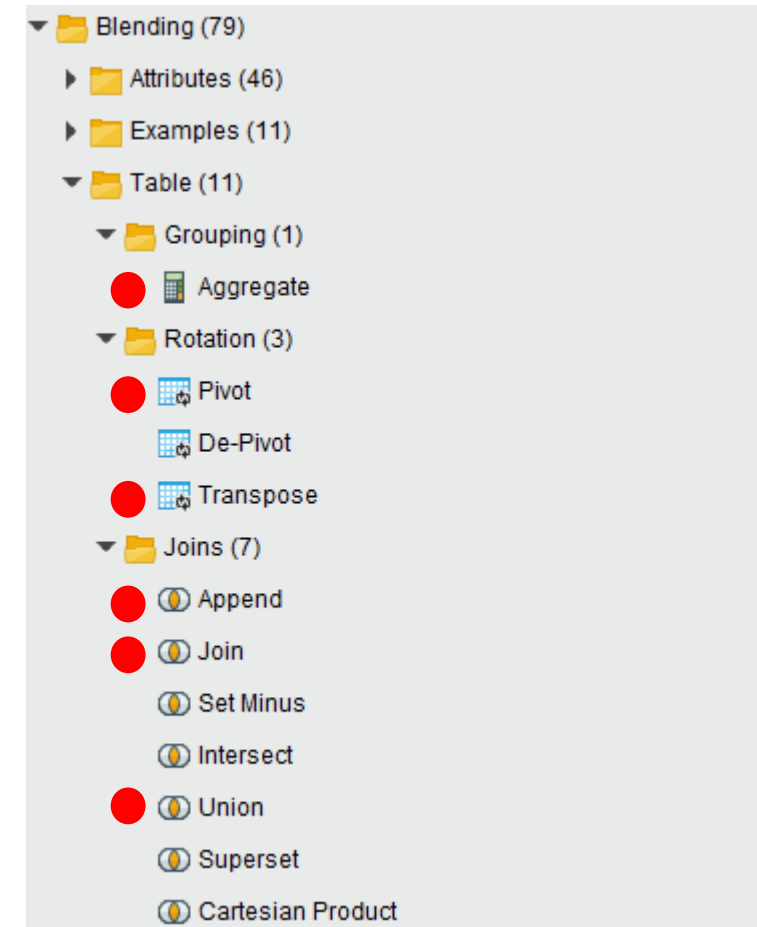 Blending (79)
Attributes (46)
Examples (11)
Table (11)
Grouping (1)
Aggregate
Rotation (3)
Pivot
De-Pivot
Transpose
Joins (7)
Append
Join
Set Minus
Intersect
Union
Superset
Cartesian Product